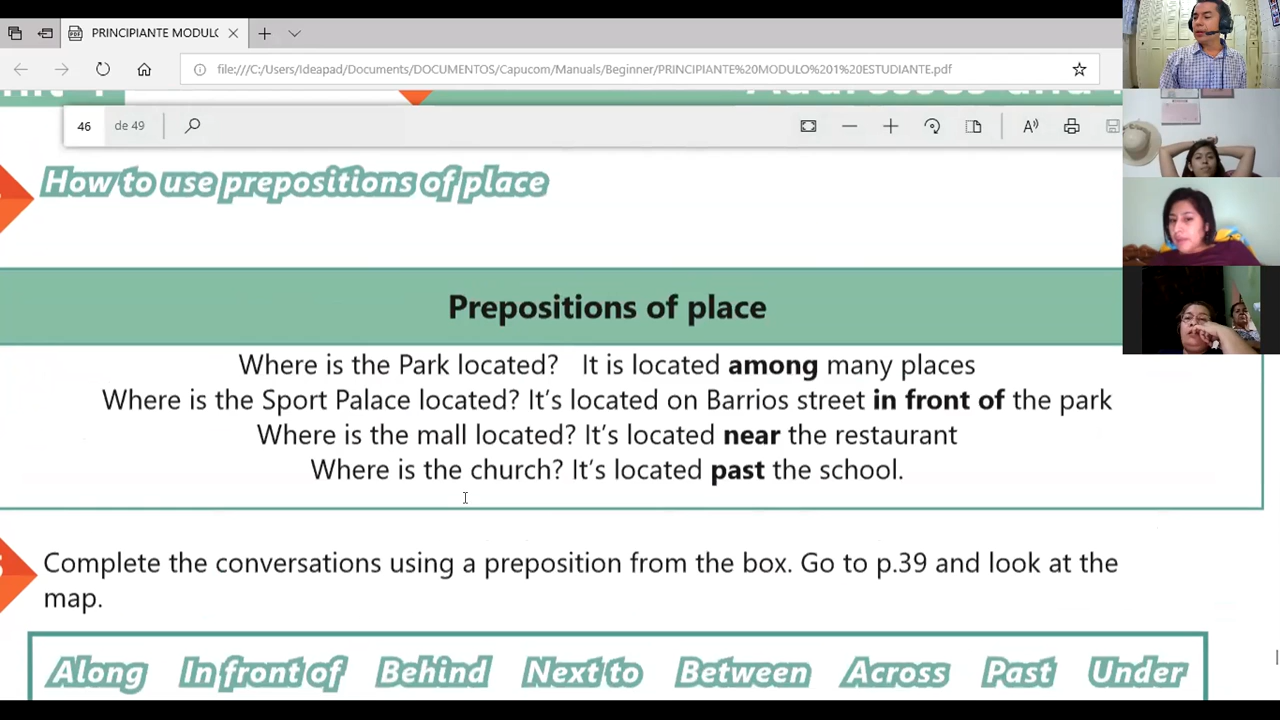 PRINCIPIANTE MODULO
file:///C:/Users/Ideapad/Documents/DOCUMENTOS/Capucom/Manuals/Beginner/PRINCIPIANTE%20MODULO%201%20ESTUDIANTE.pdf
46 de 49
How to use prepositions of place
Prepositions of place
Where is the Park located? It is located among many places
Where is the Sport Palace located? It's located on Barrios street in front of the park
Where is the mall located? It's located near the restaurant
Where is the church? It's located past the school.
Complete the conversations using a preposition from the box. Go to p.39 and look at the
map.
Along In front of Behind Next to Between Across Past Under